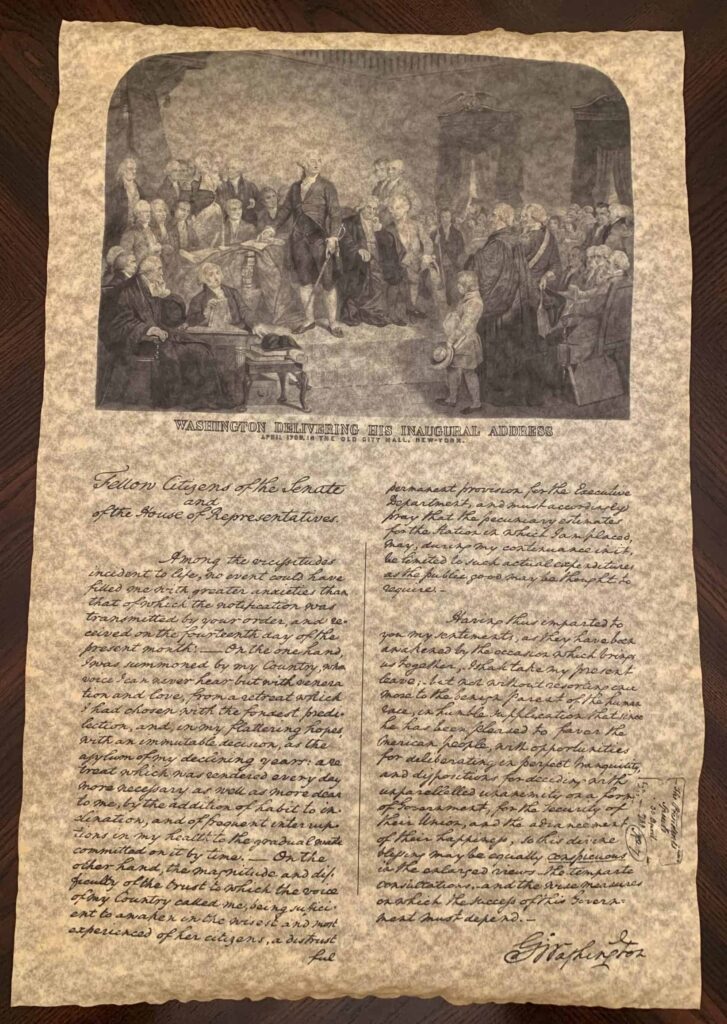 WASHINGTON DELIVERING HIS INAUGURAL ADDRESS
APRIL 1789, IN THE OLD CITY HALL, NEW-YORK.
Fellow Citizens of the Senate
and
of the House of Representatives.
Among the vicissitudes
incident to life, no event could have
filled me with greater anxieties than
that of which the notification was
transmitted by your order, and re-
ceived on the fourteenth day of the
present month: — On the one hand,
I was summoned by my Country, whose
voice I can never hear but with venera-
tion and love, from a retreat which
I had chosen with the fondest predi-
lection, and, in my flattering hopes,
with an immutable decision, as the
asylum of my declining years: a re-
treat which was rendered every day
more necessary as well as more dear
to me, by the addition of habit to in-
clination, and of frequent interrup-
tions in my health to the gradual waste
committed on it by time. — On the
other hand, the magnitude and dif-
ficulty of the trust to which the voice
of my Country called me, being suffici-
ent to awaken in the wisest and most
experienced of her citizens, a distrust
ful
permanent provision for the Executive
Department, and must accordingly
pray that the pecuniary estimates
for the Station in which I am placed,
may, during my continuance in it,
be limited to such actual expenditures
as the public good may be thought to
require. -
Having thus imparted to
you my sentiments, as they have been
awakened by the occasion which brings
us together, I shall take my present
leave; but not without resorting once
more to the benign Parent of the human
race, in humble supplication that since
he has been pleased to favor the
American people, with opportunities
for deliberating in perfect tranquility,
and dispositions for deciding with
unparellelled unanimity on a form
of Government, for the security of
their Union, and the advancement
of their happiness; so his divine
blessing may be equally conspicuous
in the enlarged views - the temperate
consultations, - and the wise measures
on which the success of this Govern-
ment must depend. -
G. Washington